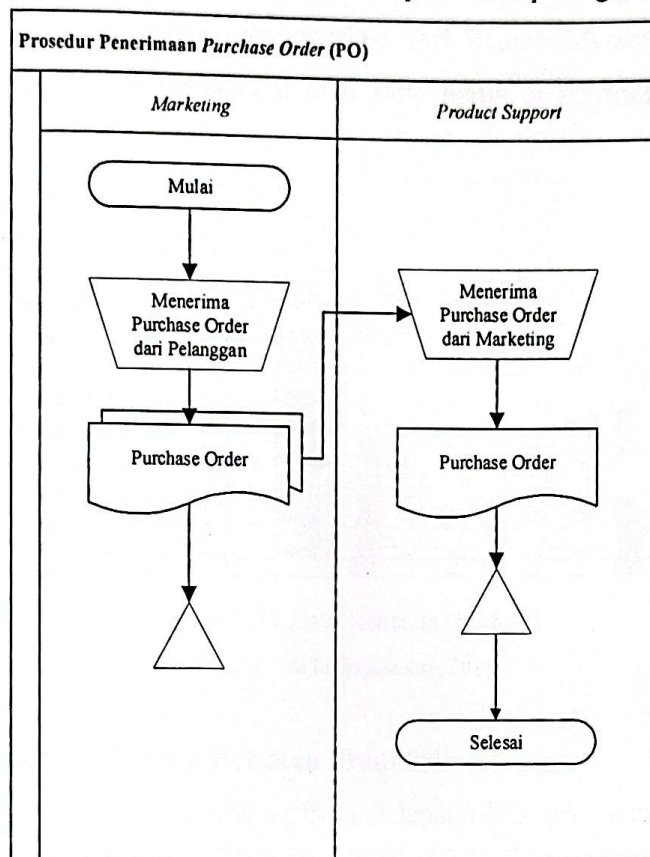 Prosedur Penerimaan Purchase Order (PO)
Marketing
Product Support
Mulai
Menerima
Purchase Order
dari Pelanggan
Purchase Order
Menerima
Purchase Order
dari Marketing
Purchase Order
Selesai